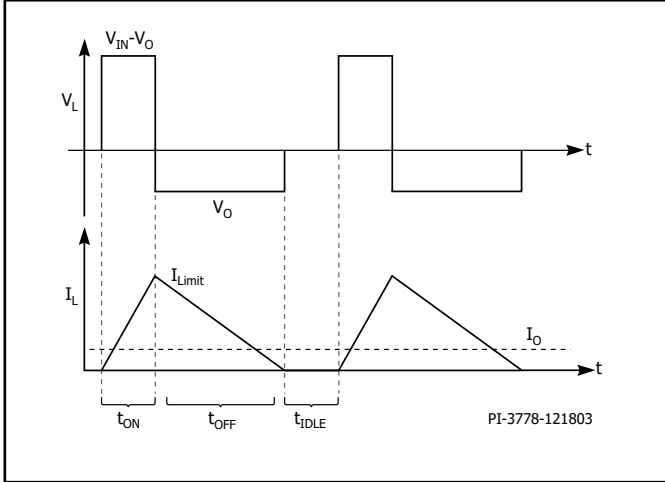 V_IN-V_O
V_L
t
V_O
I_L
I_Limit
I_O
t
t_ON
t_OFF
t_IDLE
PI-3778-121803